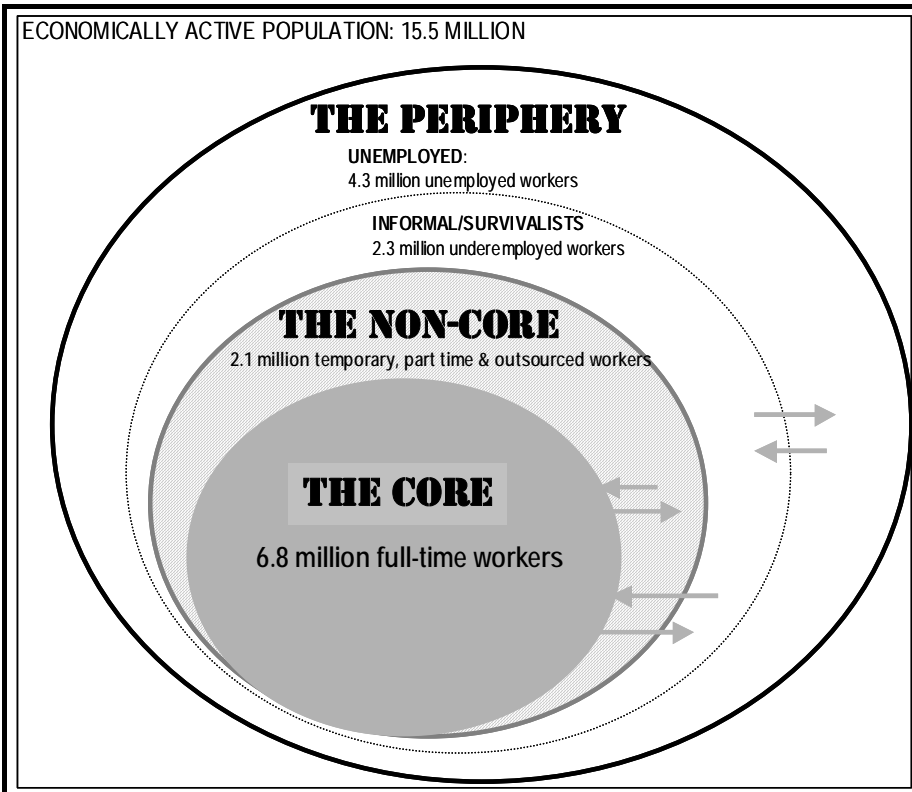 ECONOMICALLY ACTIVE POPULATION: 15.5 MILLION
THE PERIPHERY
UNEMPLOYED:
4.3 million unemployed workers
INFORMAL/SURVIVALISTS
2.3 million underemployed workers
THE NON-CORE
2.1 million temporary, part time & outsourced workers
THE CORE
6.8 million full-time workers